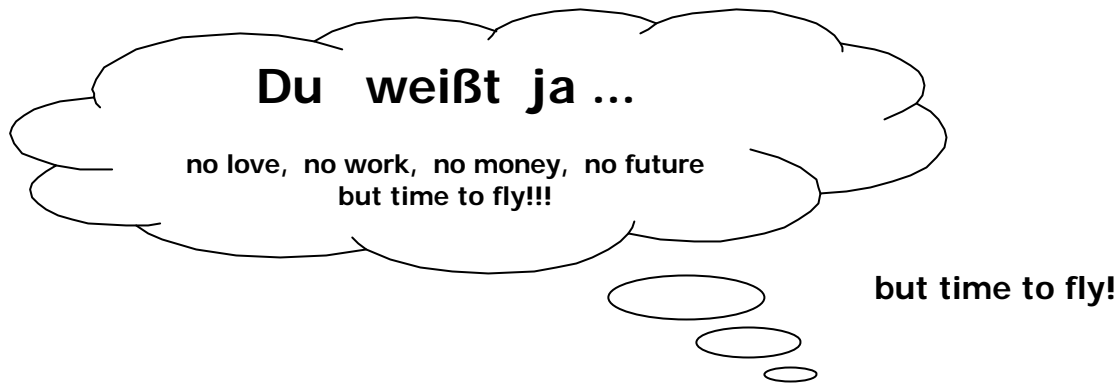 Du weißt ja ...
no love, no work, no money, no future
but time to fly!!!
but time to fly!